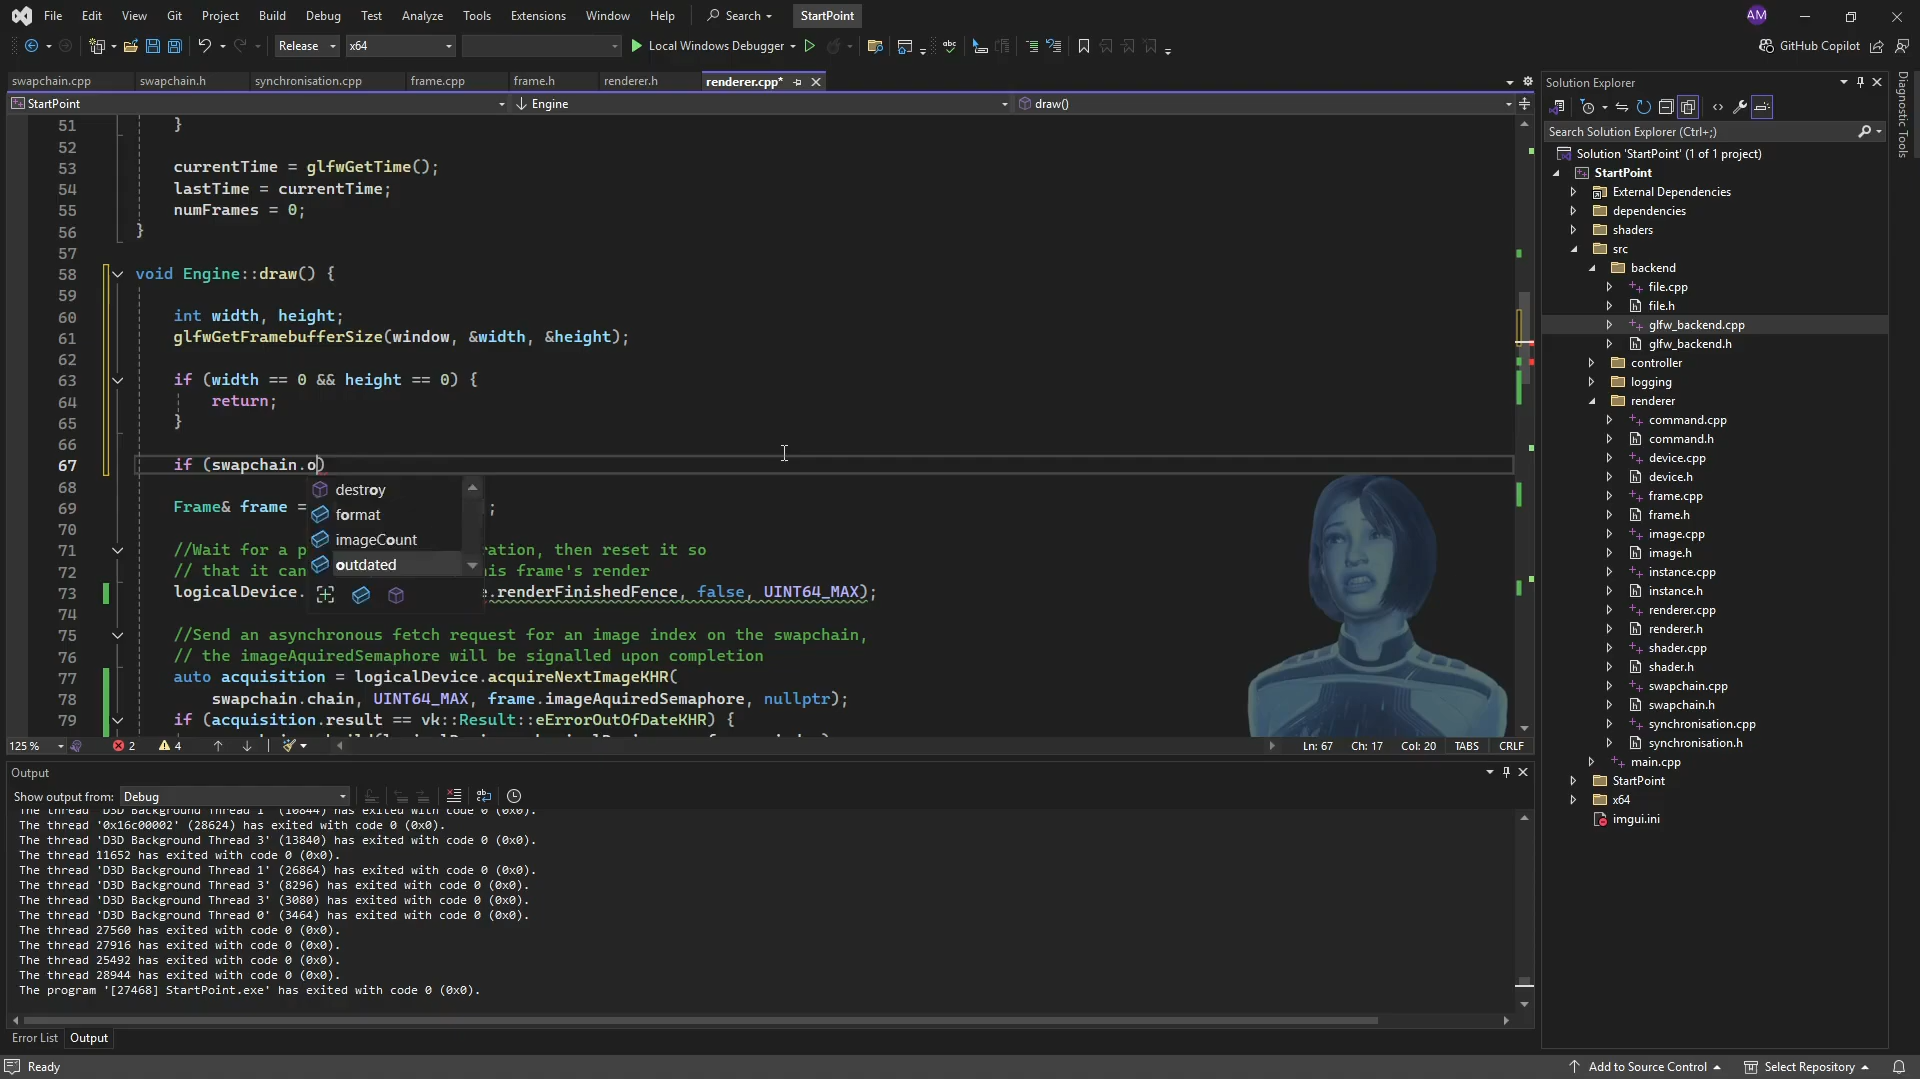 File Edit View Git Project Build Debug Test Analyze Tools Extensions Window Help Search StartPoint AM
Release x64 Local Windows Debugger GitHub Copilot
swapchain.cpp swapchain.h synchronisation.cpp frame.cpp frame.h renderer.h renderer.cpp*
StartPoint Engine draw()
51 }
52
53 currentTime = glfwGetTime();
54 lastTime = currentTime;
55 numFrames = 0;
56 }
57
58 void Engine::draw() {
59
60 int width, height;
61 glfwGetFramebufferSize(window, &width, &height);
62
63 if (width == 0 && height == 0) {
64 return;
65 }
66
67 if (swapchain.o)
68
69 Frame& frame = ;
70
71 //Wait for a p ration, then reset it so
72 // that it can his frame's render
73 logicalDevice. e.renderFinishedFence, false, UINT64_MAX);
74
75 //Send an asynchronous fetch request for an image index on the swapchain,
76 // the imageAquiredSemaphore will be signalled upon completion
77 auto acquisition = logicalDevice.acquireNextImageKHR(
78 swapchain.chain, UINT64_MAX, frame.imageAquiredSemaphore, nullptr);
79 if (acquisition.result == vk::Result::eErrorOutOfDateKHR) {
destroy
format
imageCount
outdated
125 % 2 4 Ln: 67 Ch: 17 Col: 20 TABS CRLF
Output
Show output from: Debug
The thread 'D3D Background Thread 1' (10844) has exited with code 0 (0x0).
The thread '0x16c00002' (28624) has exited with code 0 (0x0).
The thread 'D3D Background Thread 3' (13840) has exited with code 0 (0x0).
The thread 11652 has exited with code 0 (0x0).
The thread 'D3D Background Thread 1' (26864) has exited with code 0 (0x0).
The thread 'D3D Background Thread 3' (8296) has exited with code 0 (0x0).
The thread 'D3D Background Thread 3' (3080) has exited with code 0 (0x0).
The thread 'D3D Background Thread 0' (3464) has exited with code 0 (0x0).
The thread 27560 has exited with code 0 (0x0).
The thread 27916 has exited with code 0 (0x0).
The thread 25492 has exited with code 0 (0x0).
The thread 28944 has exited with code 0 (0x0).
The program '[27468] StartPoint.exe' has exited with code 0 (0x0).
Error List Output
Ready Add to Source Control Select Repository
Solution Explorer
Search Solution Explorer (Ctrl+;)
Solution 'StartPoint' (1 of 1 project)
StartPoint
External Dependencies
dependencies
shaders
src
backend
file.cpp
file.h
glfw_backend.cpp
glfw_backend.h
controller
logging
renderer
command.cpp
command.h
device.cpp
device.h
frame.cpp
frame.h
image.cpp
image.h
instance.cpp
instance.h
renderer.cpp
renderer.h
shader.cpp
shader.h
swapchain.cpp
swapchain.h
synchronisation.cpp
synchronisation.h
main.cpp
StartPoint
x64
imgui.ini
Diagnostic Tools